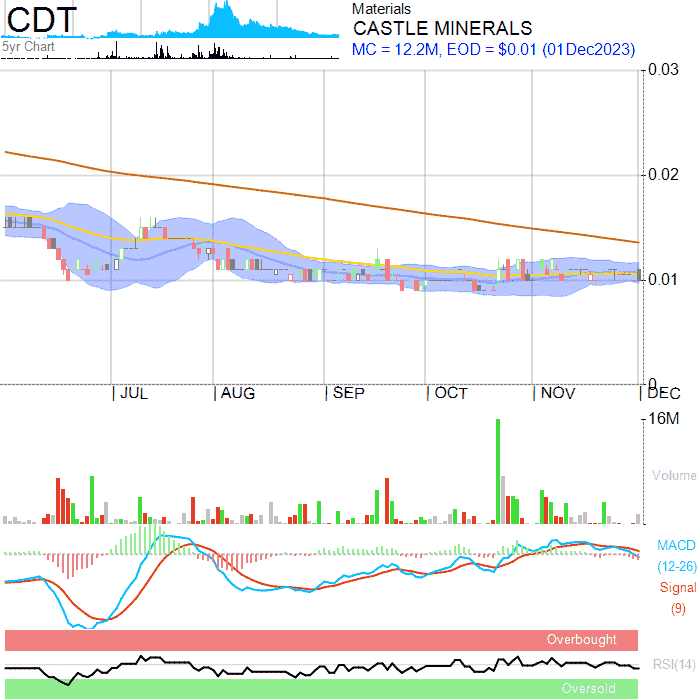 CDT
5yr Chart
Materials
CASTLE MINERALS
MC = 12.2M, EOD = $0.01 (01Dec2023)
0.03
0.02
0.01
0
JUL
AUG
SEP
OCT
NOV
DEC
16M
Volume
MACD
(12-26)
Signal
(9)
Overbought
RSI(14)
Oversold